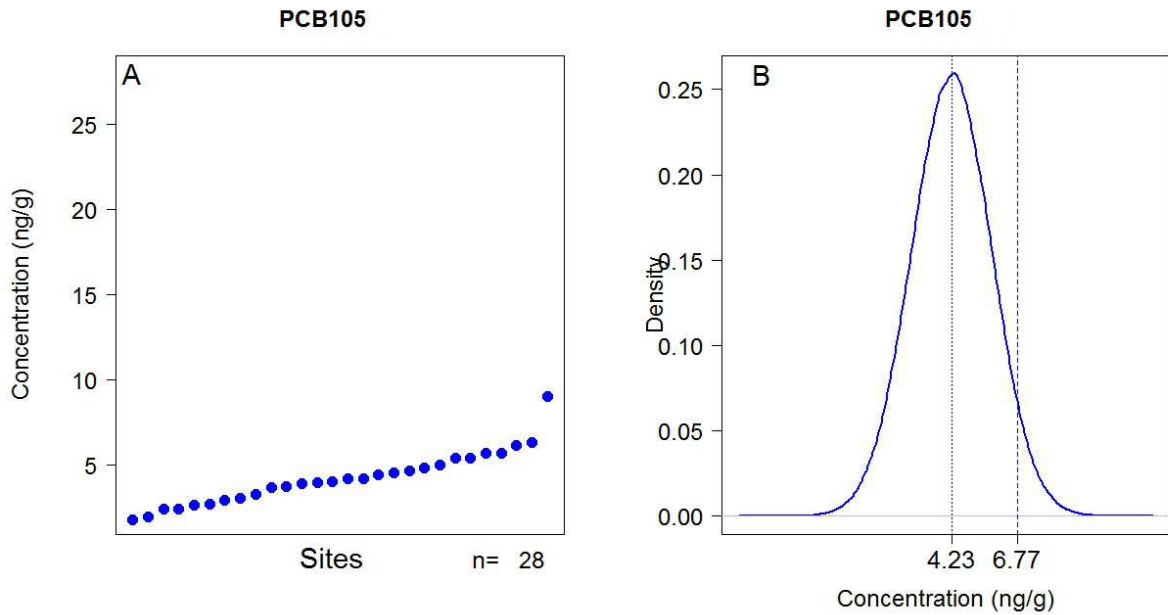 PCB105
A
Concentration (ng/g)
25
20
15
10
5
Sites
n= 28
PCB105
B
Density
0.25
0.20
0.15
0.10
0.05
0.00
4.23 6.77
Concentration (ng/g)